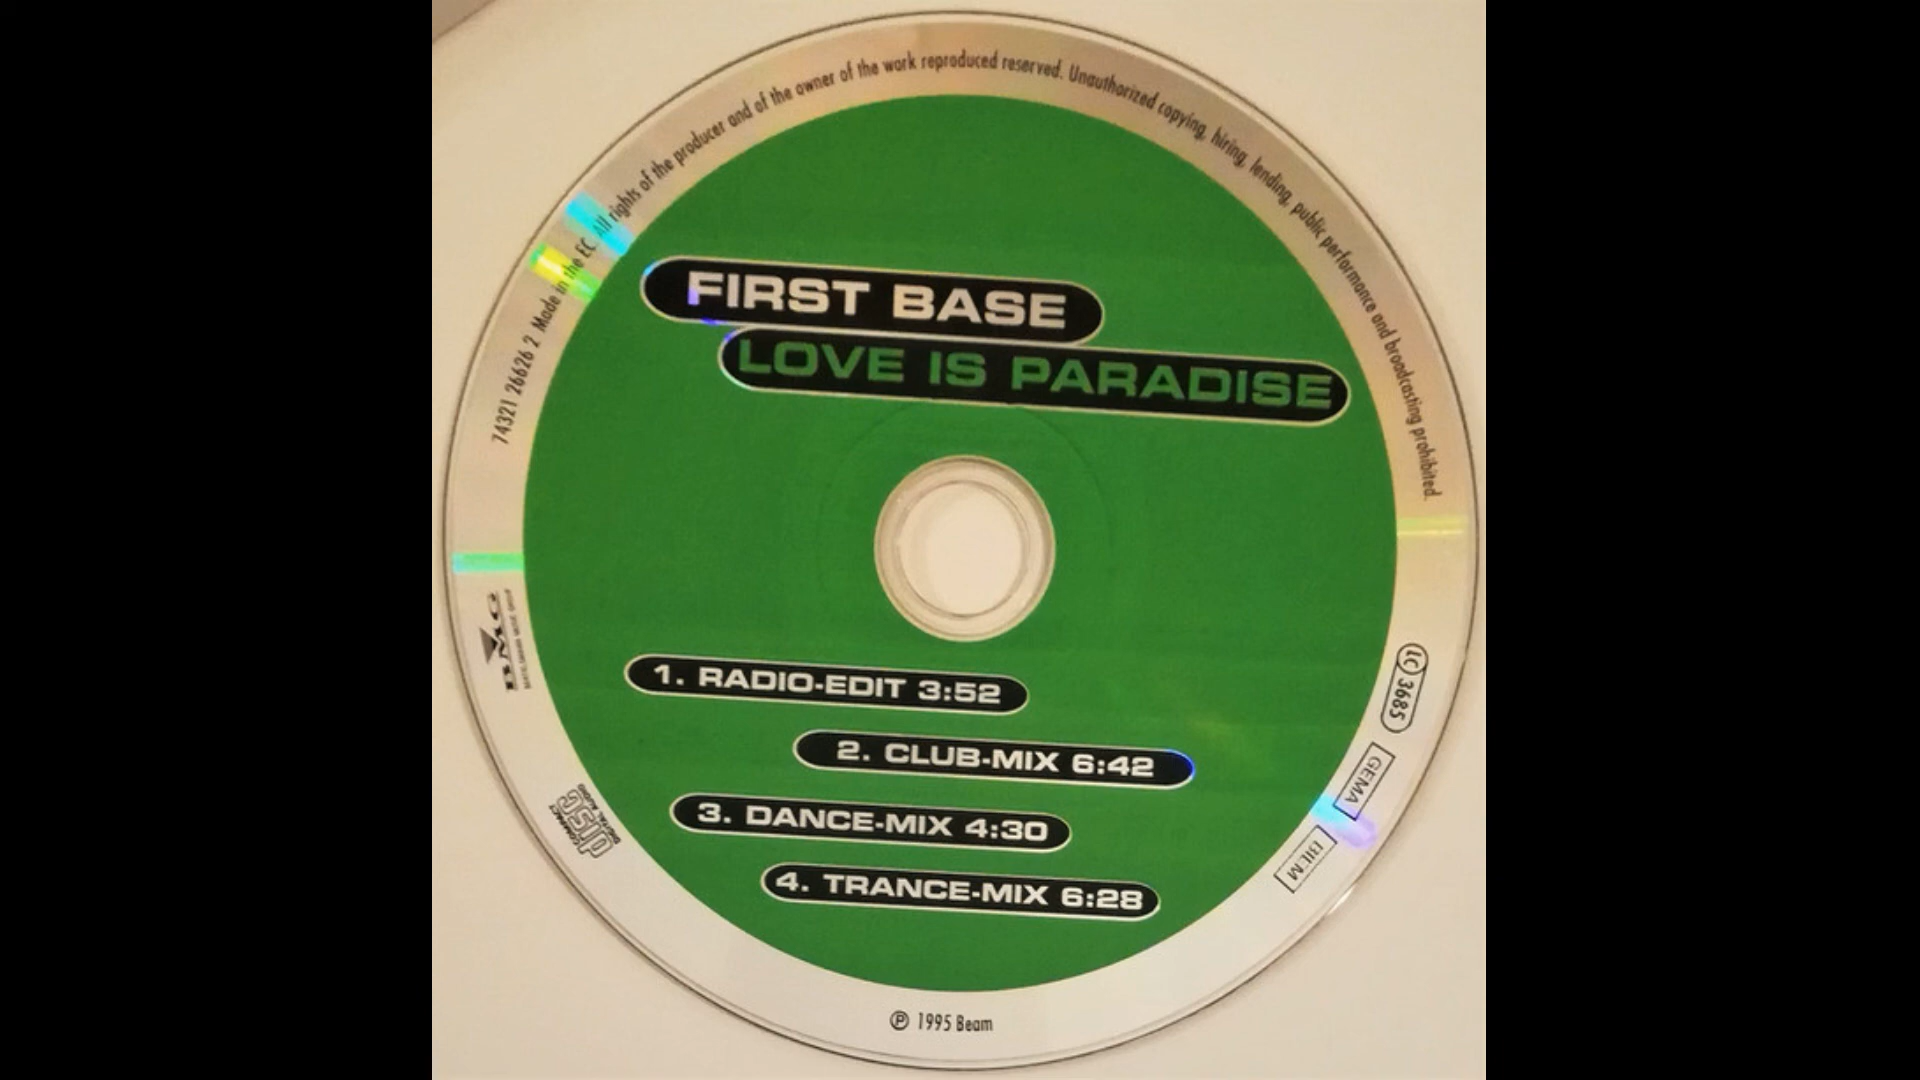 74321 26626 2 Made in the EC. All rights of the producer and of the owner of the work reproduced reserved. Unauthorized copying, hiring, lending, public performance and broadcasting prohibited.
FIRST BASE
LOVE IS PARADISE
BMG
LC 3685
1. RADIO-EDIT 3:52
2. CLUB-MIX 6:42
GEMA
3. DANCE-MIX 4:30
COMPACT
disc
DIGITAL AUDIO
BIEM
4. TRANCE-MIX 6:28
℗ 1995 Beam